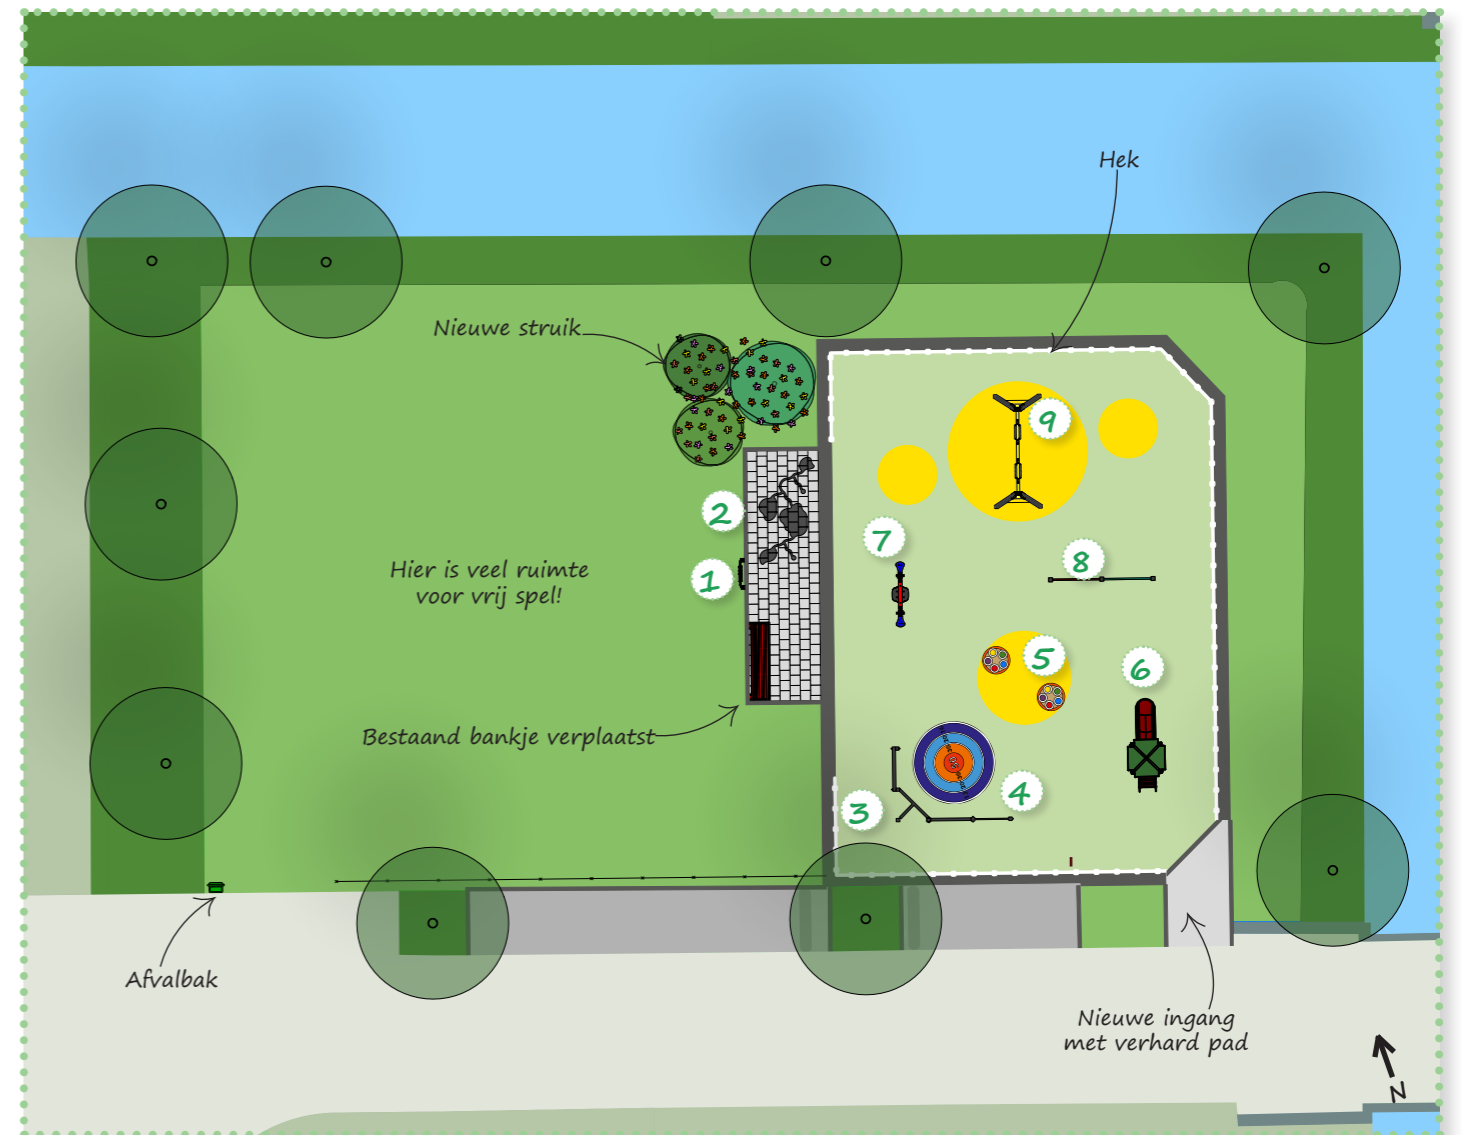 Hek
Nieuwe struik
9
2
7
8
1
Hier is veel ruimte
voor vrij spel!
5
6
Bestaand bankje verplaatst
3
4
Afvalbak
Nieuwe ingang
met verhard pad
N